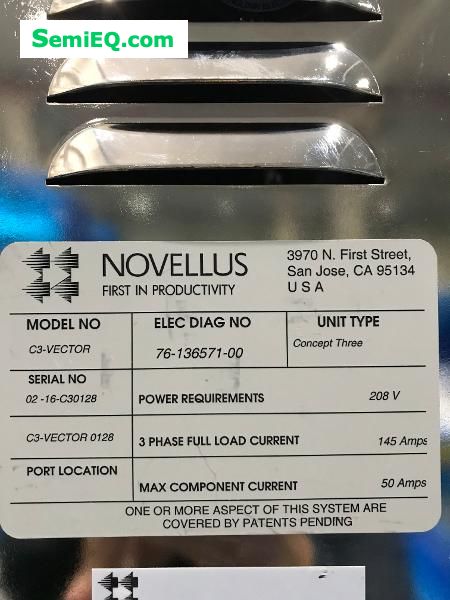 SemiEQ.com
NOVELLUS
FIRST IN PRODUCTIVITY
3970 N. First Street,
San Jose, CA 95134
U S A
MODEL NO
C3-VECTOR
ELEC DIAG NO
76-136571-00
UNIT TYPE
Concept Three
SERIAL NO
02 -16-C30128
POWER REQUIREMENTS
208 V
C3-VECTOR 0128
3 PHASE FULL LOAD CURRENT
145 Amps
PORT LOCATION
MAX COMPONENT CURRENT
50 Amps
ONE OR MORE ASPECT OF THIS SYSTEM ARE
COVERED BY PATENTS PENDING